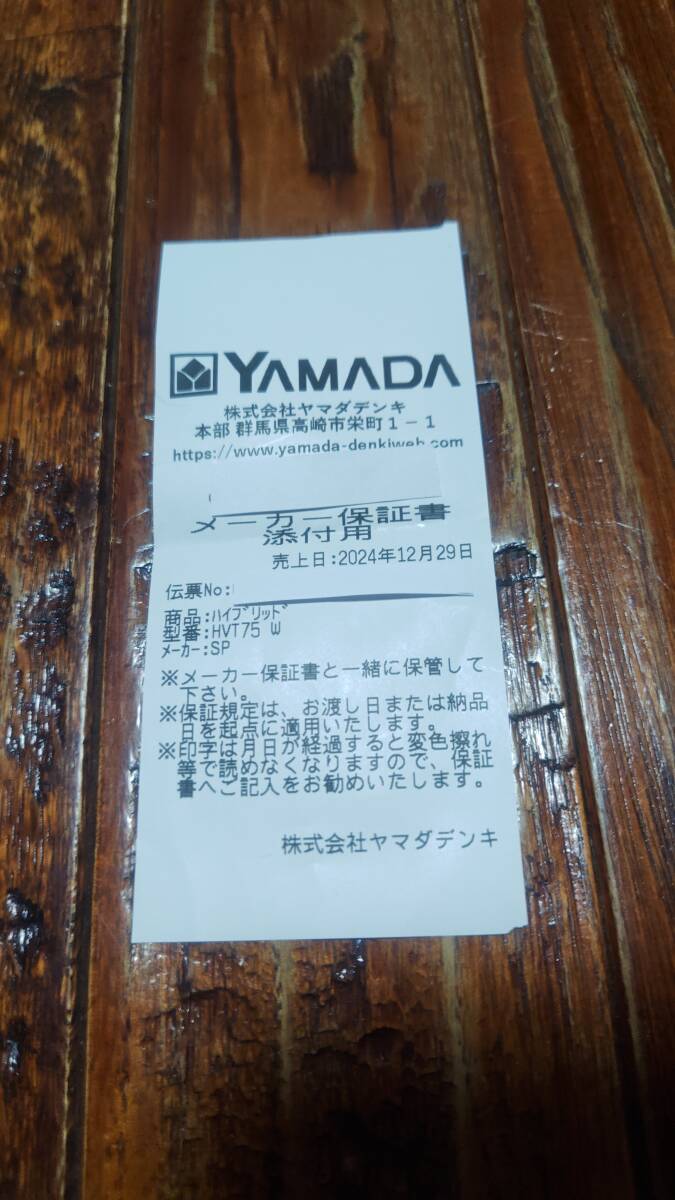 YAMADA
株式会社ヤマダデンキ
本部 群馬県高崎市栄町1-1
https://www.yamada-denkiweb.com
メーカー保証書
添付用
売上日:2024年12月29日
伝票No:
商品:ﾊｲﾌﾞﾘｯﾄﾞ
型番:HVT75 W
ﾒｰｶｰ:SP
※メーカー保証書と一緒に保管して
下さい。
※保証規定は、お渡し日または納品
日を起点に適用いたします。
※印字は月日が経過すると変色擦れ
等で読めなくなりますので、保証
書へご記入をお勧めいたします。
株式会社ヤマダデンキ